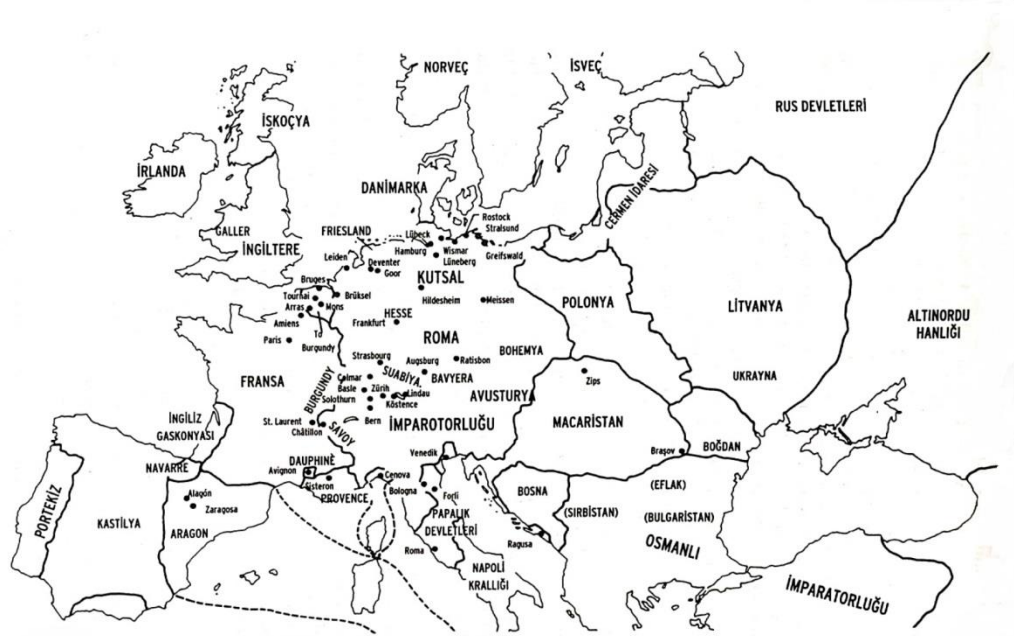 NORVEÇ
İSVEÇ
RUS DEVLETLERİ
İSKOÇYA
İRLANDA
DANİMARKA
CERMEN İDARESİ
GALLER
İNGİLTERE
FRIESLAND
Rostock
Stralsund
Lübeck
Hamburg
Wismar
Lüneberg
Greifswald
Leiden
Deventer
Goor
KUTSAL
Bruges
Tournai
Brüksel
Arras
Mons
Amiens
Hildesheim
Meissen
POLONYA
LİTVANYA
ALTINORDU
HANLIĞI
HESSE
Frankfurt
Paris
To
Burgundy
ROMA
BOHEMYA
Strasbourg
Augsburg
Ratisbon
FRANSA
BURGUNDY
Colmar
SUABİYA
BAVYERA
Zips
UKRAYNA
Basle
Zürih
Lindau
AVUSTURYA
Solothurn
Köstence
İNGİLİZ
GASKONYASI
St. Laurent
Châtillon
SAVOY
Bern
İMPAROTORLUĞU
MACARİSTAN
BOĞDAN
Braşov
Venedik
NAVARRE
DAUPHINÈ
Avignon
Sisteron
PROVENCE
Cenova
Bologna
Forli
PORTEKİZ
KASTİLYA
Alagón
Zaragosa
ARAGON
PAPALIK
DEVLETLERİ
BOSNA
(SIRBİSTAN)
(EFLAK)
(BULGARİSTAN)
Roma
Ragusa
OSMANLI
NAPOLİ
KRALLIĞI
İMPARATORLUĞU